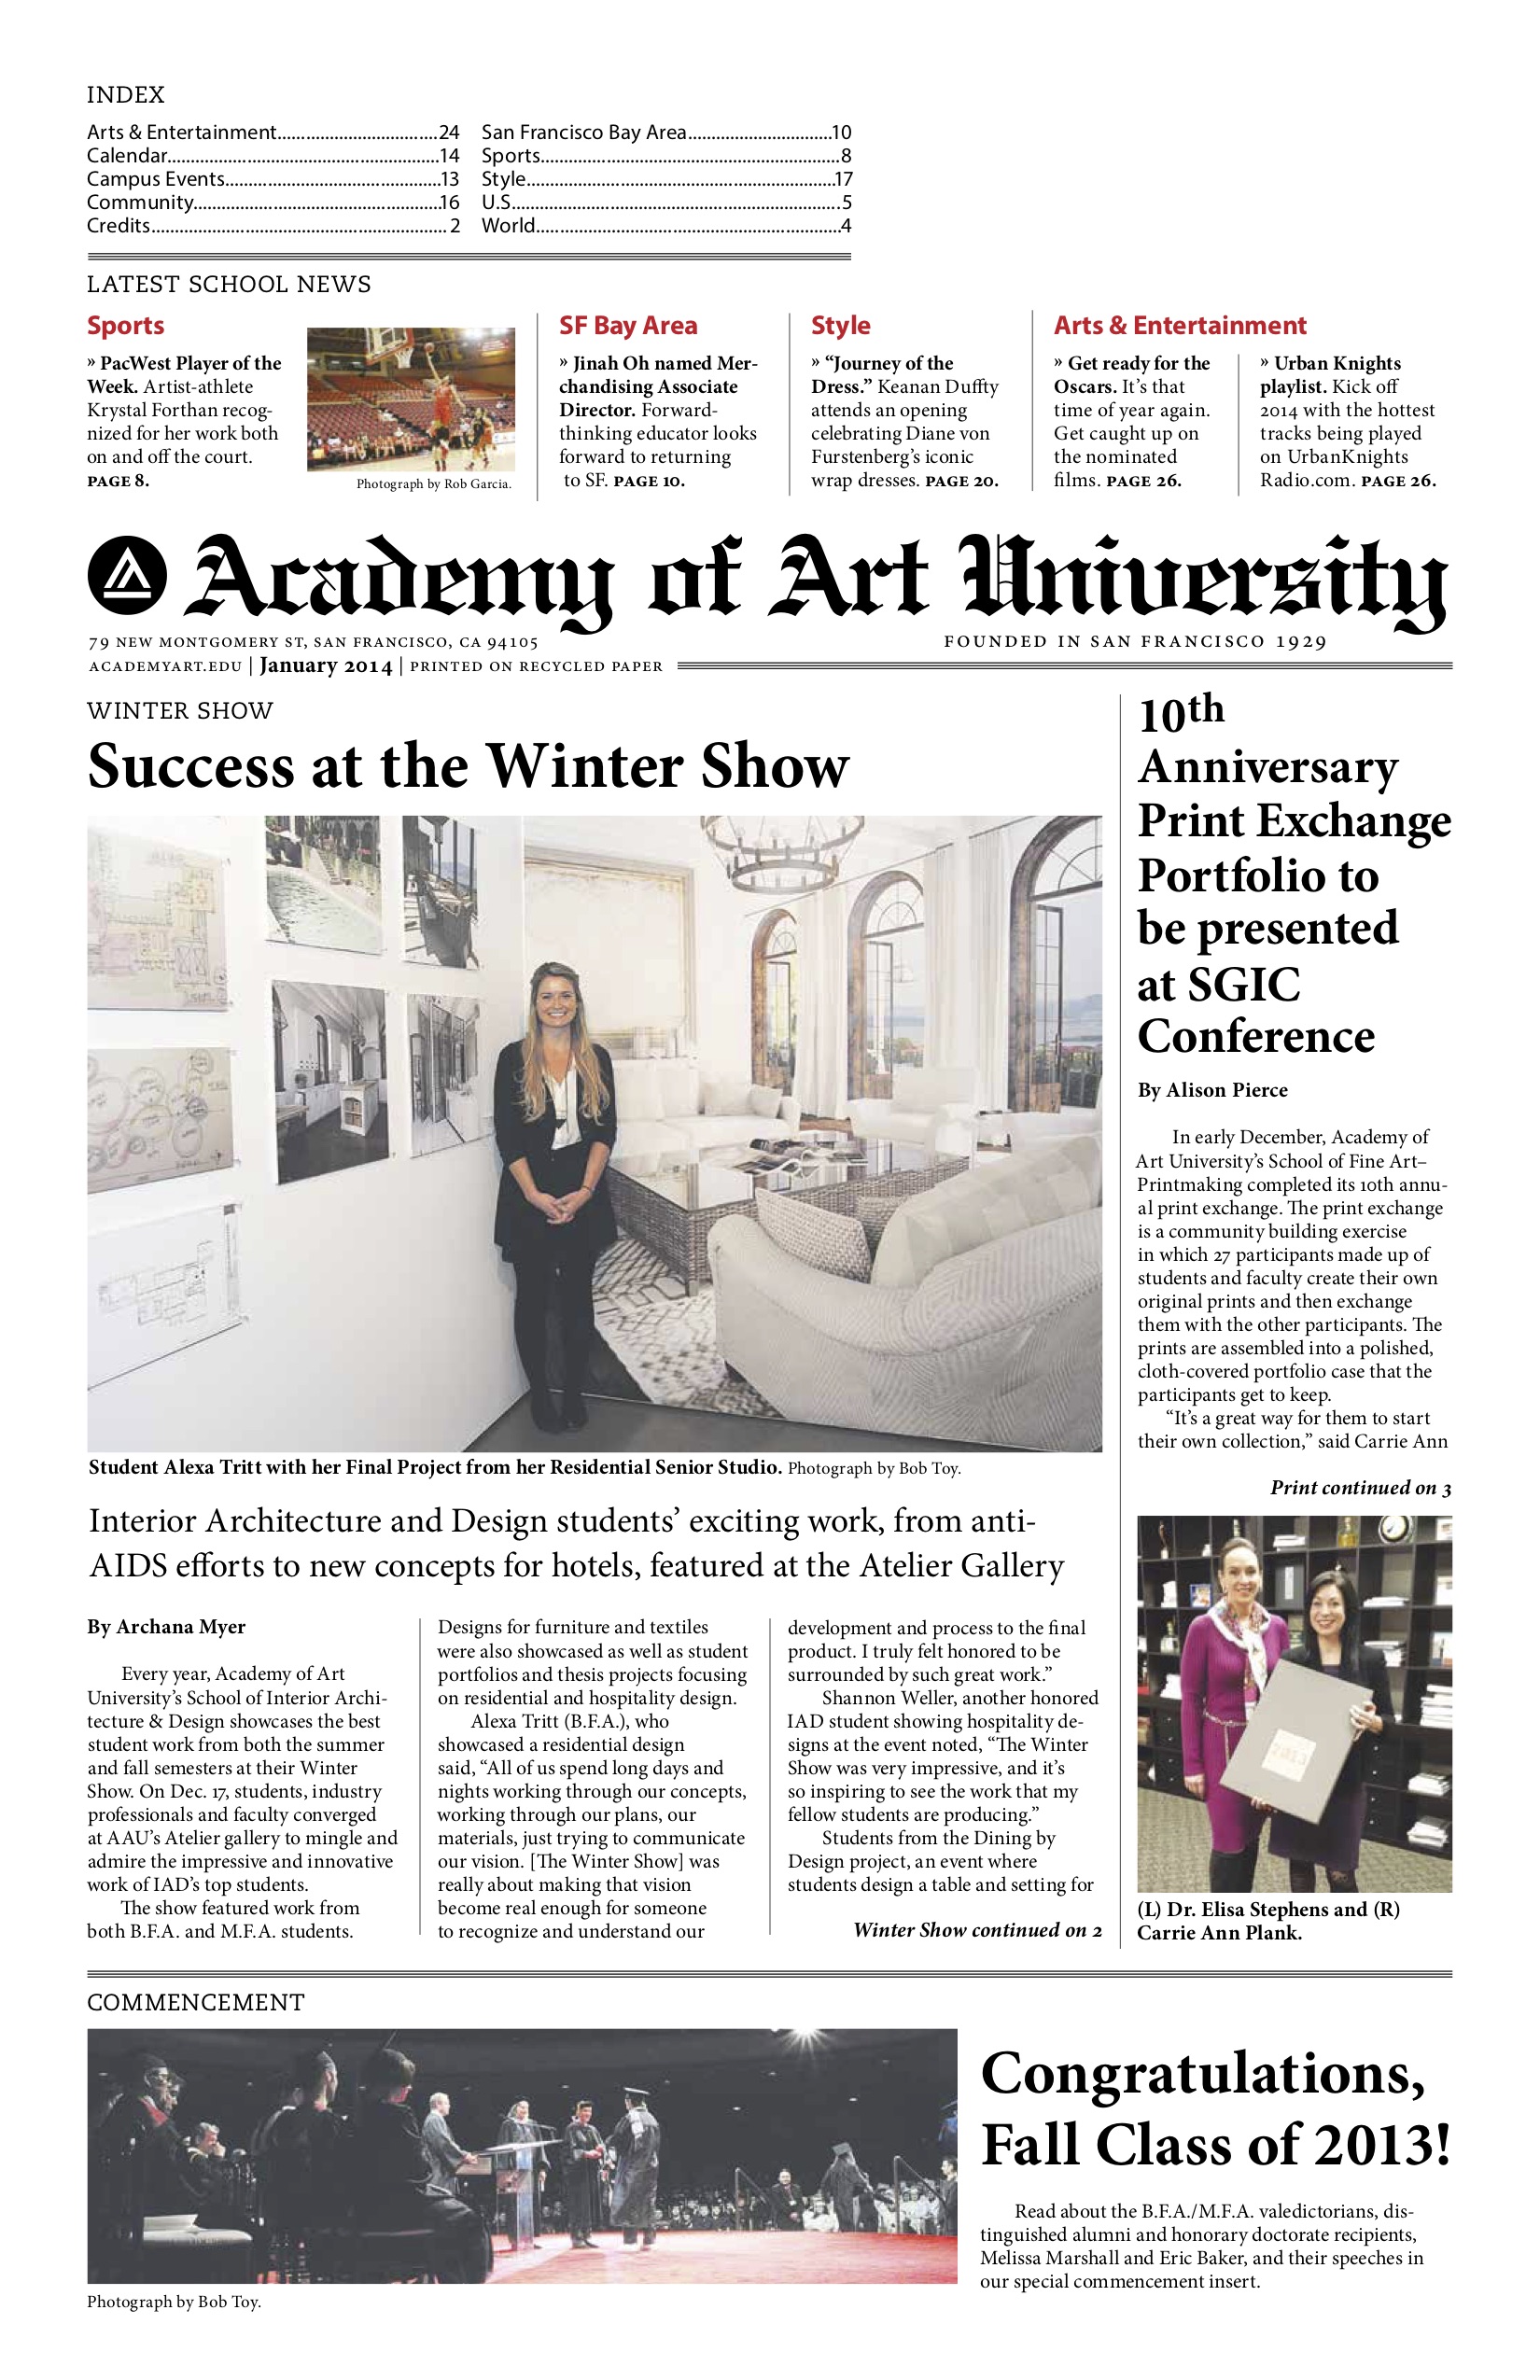 INDEX
Arts & Entertainment..................................24
Calendar..........................................................14
Campus Events..............................................13
Community.....................................................16
Credits............................................................... 2
San Francisco Bay Area...............................10
Sports................................................................8
Style..................................................................17
U.S.......................................................................5
World.................................................................4
LATEST SCHOOL NEWS
Sports
» PacWest Player of the
Week. Artist-athlete
Krystal Forthan recog-
nized for her work both
on and off the court.
PAGE 8.
Photograph by Rob Garcia.
SF Bay Area
» Jinah Oh named Mer-
chandising Associate
Director. Forward-
thinking educator looks
forward to returning
to SF. PAGE 10.
Style
» “Journey of the
Dress.” Keanan Duffty
attends an opening
celebrating Diane von
Furstenberg’s iconic
wrap dresses. PAGE 20.
Arts & Entertainment
» Get ready for the
Oscars. It’s that
time of year again.
Get caught up on
the nominated
films. PAGE 26.
» Urban Knights
playlist. Kick off
2014 with the hottest
tracks being played
on UrbanKnights
Radio.com. PAGE 26.
Academy of Art University
79 NEW MONTGOMERY ST, SAN FRANCISCO, CA 94105
FOUNDED IN SAN FRANCISCO 1929
ACADEMYART.EDU | January 2014 | PRINTED ON RECYCLED PAPER
WINTER SHOW
Success at the Winter Show
Student Alexa Tritt with her Final Project from her Residential Senior Studio. Photograph by Bob Toy.
Interior Architecture and Design students’ exciting work, from anti-
AIDS efforts to new concepts for hotels, featured at the Atelier Gallery
By Archana Myer
Every year, Academy of Art
University’s School of Interior Archi-
tecture & Design showcases the best
student work from both the summer
and fall semesters at their Winter
Show. On Dec. 17, students, industry
professionals and faculty converged
at AAU’s Atelier gallery to mingle and
admire the impressive and innovative
work of IAD’s top students.
The show featured work from
both B.F.A. and M.F.A. students.
Designs for furniture and textiles
were also showcased as well as student
portfolios and thesis projects focusing
on residential and hospitality design.
Alexa Tritt (B.F.A.), who
showcased a residential design
said, “All of us spend long days and
nights working through our concepts,
working through our plans, our
materials, just trying to communicate
our vision. [The Winter Show] was
really about making that vision
become real enough for someone
to recognize and understand our
development and process to the final
product. I truly felt honored to be
surrounded by such great work.”
Shannon Weller, another honored
IAD student showing hospitality de-
signs at the event noted, “The Winter
Show was very impressive, and it’s
so inspiring to see the work that my
fellow students are producing.”
Students from the Dining by
Design project, an event where
students design a table and setting for
Winter Show continued on 2
10th
Anniversary
Print Exchange
Portfolio to
be presented
at SGIC
Conference
By Alison Pierce
In early December, Academy of
Art University’s School of Fine Art–
Printmaking completed its 10th annu-
al print exchange. The print exchange
is a community building exercise
in which 27 participants made up of
students and faculty create their own
original prints and then exchange
them with the other participants. The
prints are assembled into a polished,
cloth-covered portfolio case that the
participants get to keep.
“It’s a great way for them to start
their own collection,” said Carrie Ann
Print continued on 3
2013
(L) Dr. Elisa Stephens and (R)
Carrie Ann Plank.
COMMENCEMENT
Photograph by Bob Toy.
Congratulations,
Fall Class of 2013!
Read about the B.F.A./M.F.A. valedictorians, dis-
tinguished alumni and honorary doctorate recipients,
Melissa Marshall and Eric Baker, and their speeches in
our special commencement insert.